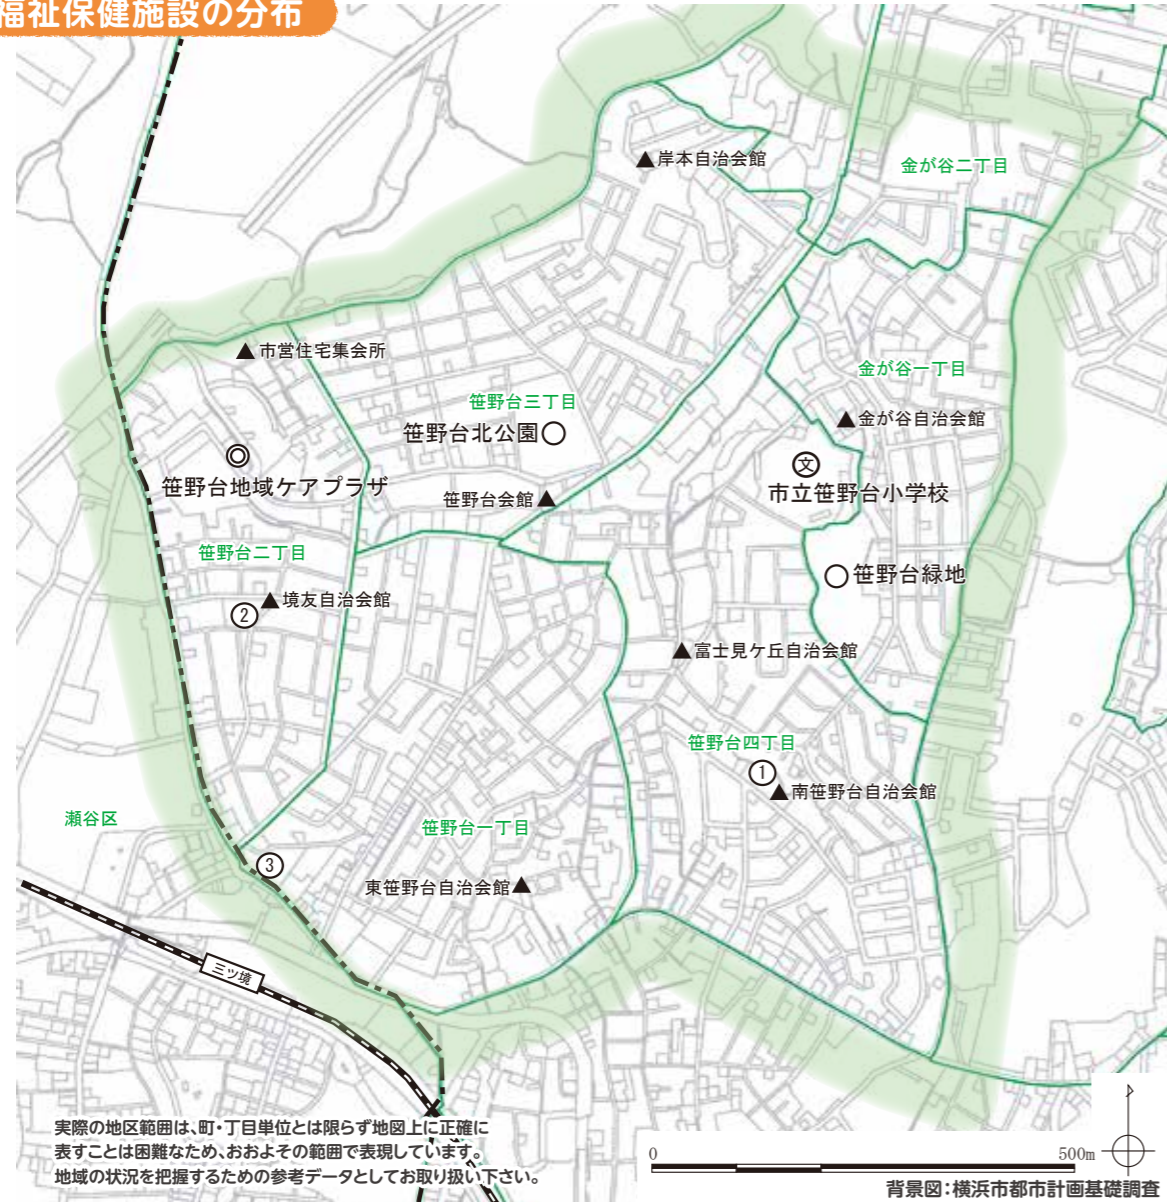 福祉保健施設の分布
▲岸本自治会館
金が谷二丁目
▲市営住宅集会所
金が谷一丁目
笹野台三丁目
▲金が谷自治会館
笹野台北公園○
◎
笹野台地域ケアプラザ
文
市立笹野台小学校
笹野台会館▲
笹野台二丁目
○笹野台緑地
▲境友自治会館
②
▲富士見ケ丘自治会館
笹野台四丁目
①
▲南笹野台自治会館
瀬谷区
笹野台一丁目
③
東笹野台自治会館▲
三ツ境
実際の地区範囲は、町・丁目単位とは限らず地図上に正確に
表すことは困難なため、おおよその範囲で表現しています。
地域の状況を把握するための参考データとしてお取り扱い下さい。
0 500m
背景図:横浜市都市計画基礎調査